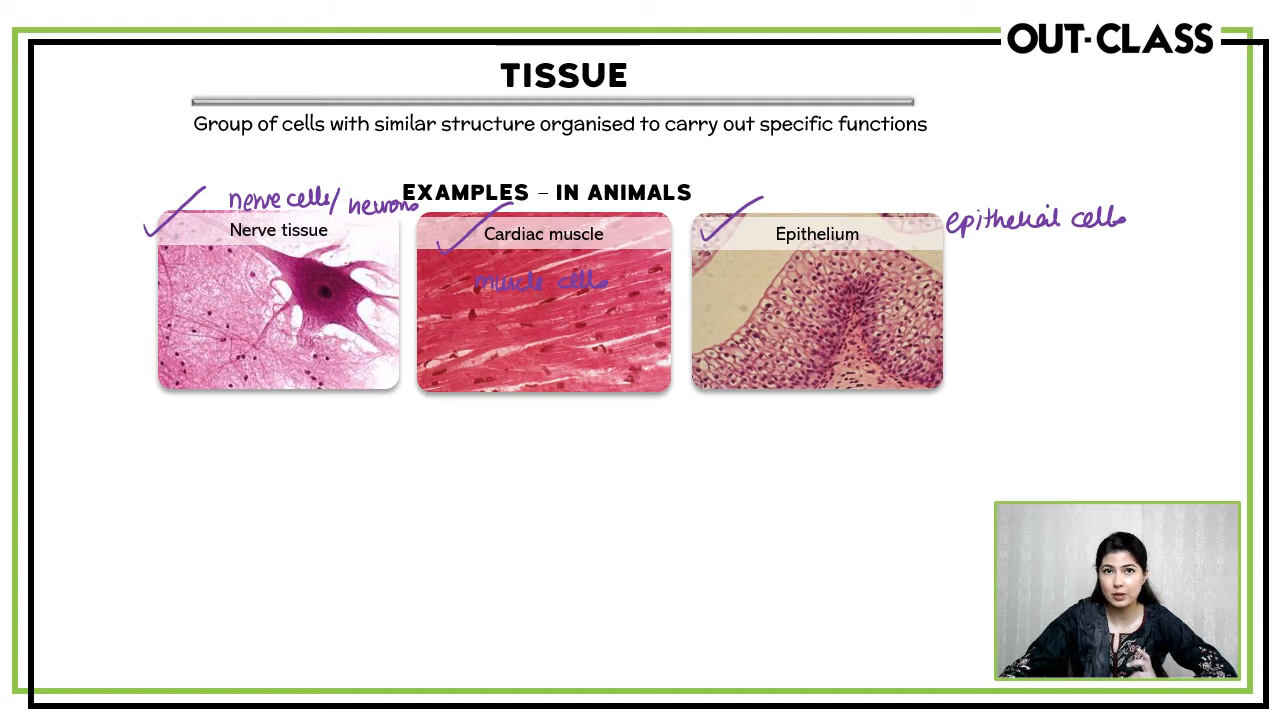 OUT-CLASS
TISSUE
Group of cells with similar structure organised to carry out specific functions
EXAMPLES – IN ANIMALS
nerve cells/ neurons
epithelial cells
Nerve tissue
Cardiac muscle
Epithelium
muscle cells